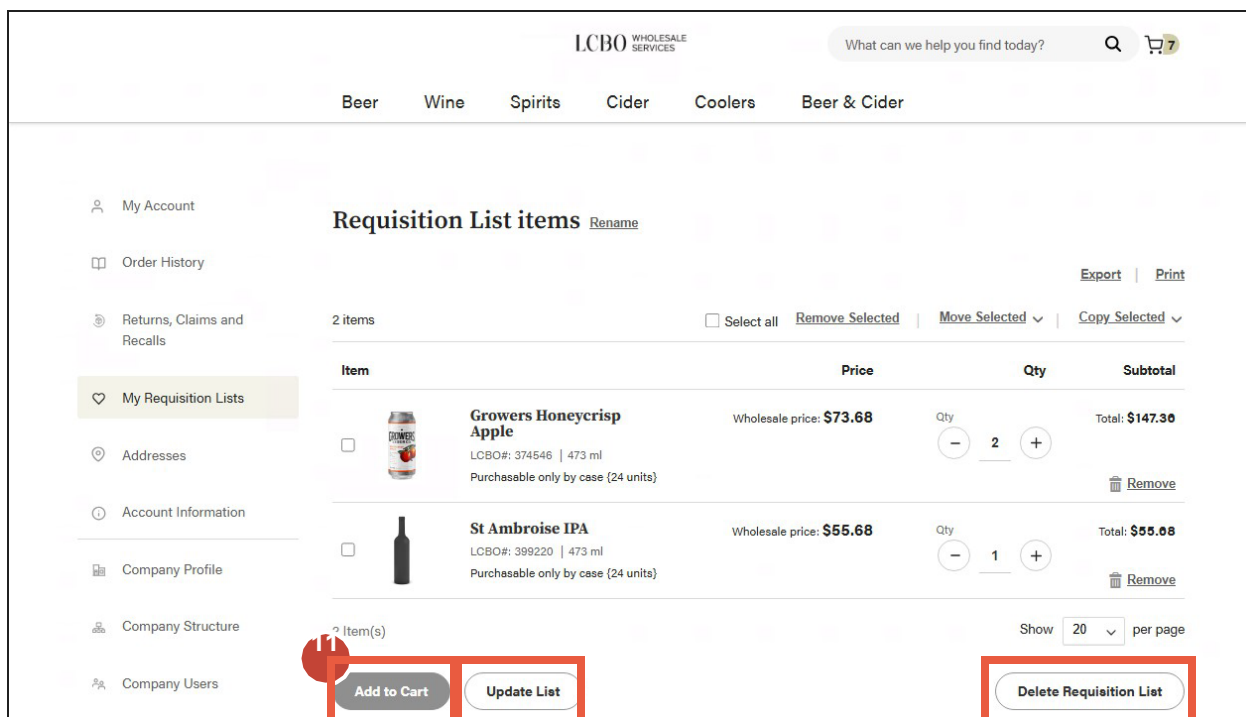 LCBO WHOLESALE SERVICES
What can we help you find today?
7
Beer Wine Spirits Cider Coolers Beer & Cider
My Account
Order History
Returns, Claims and
Recalls
My Requisition Lists
Addresses
Account Information
Company Profile
Company Structure
Company Users
Requisition List items Rename
Export | Print
2 items
Select all Remove Selected | Move Selected | Copy Selected
Item Price Qty Subtotal
GROWERS
Growers Honeycrisp
Apple
LCBO#: 374546 | 473 ml
Purchasable only by case {24 units}
Wholesale price: $73.68
Qty
− 2 +
Total: $147.36
Remove
St Ambroise IPA
LCBO#: 399220 | 473 ml
Purchasable only by case {24 units}
Wholesale price: $55.68
Qty
− 1 +
Total: $55.68
Remove
2 Item(s)
Show 20 per page
11
Add to Cart Update List Delete Requisition List